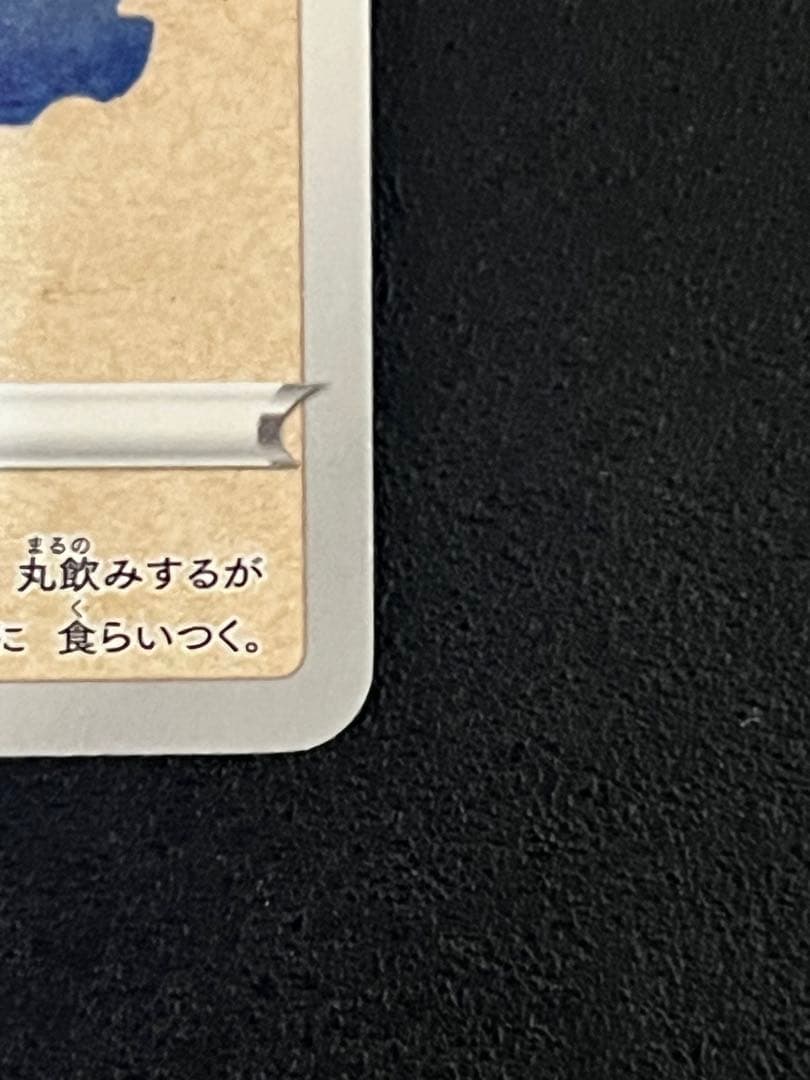 まるの
丸飲みするが
く
に 食らいつく。